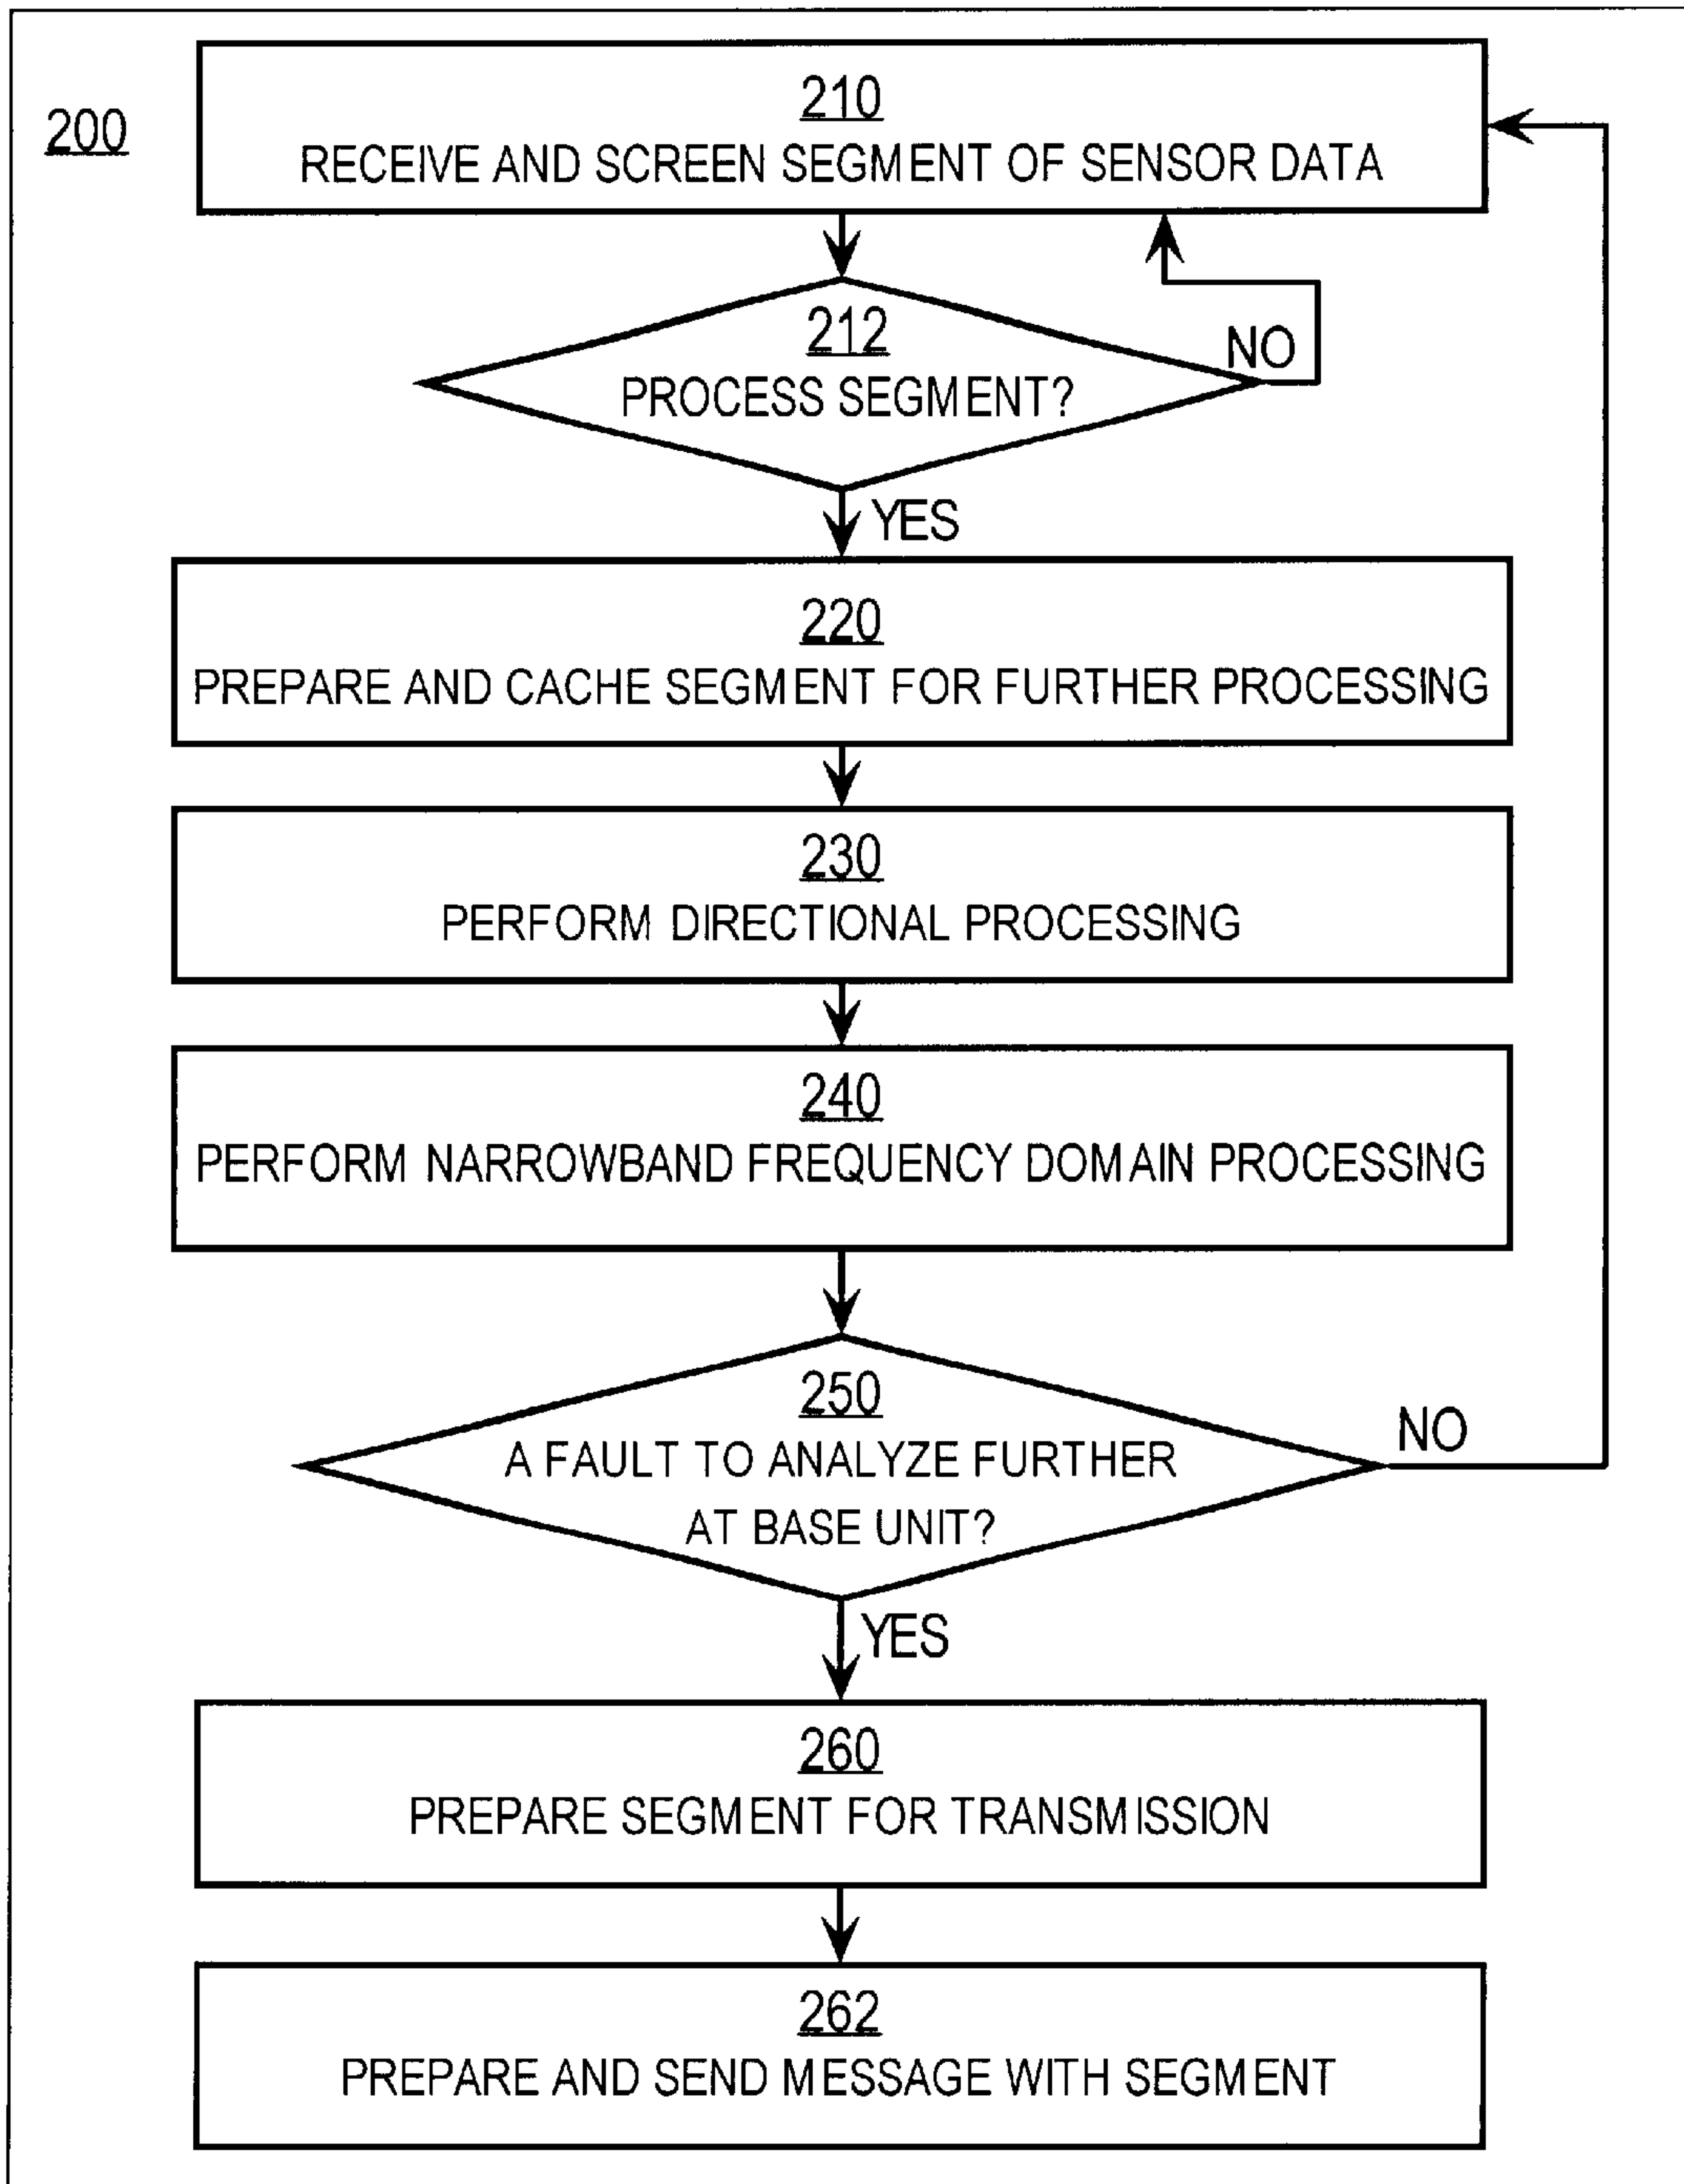 200
210
RECEIVE AND SCREEN SEGMENT OF SENSOR DATA
212
PROCESS SEGMENT?
NO
YES
220
PREPARE AND CACHE SEGMENT FOR FURTHER PROCESSING
230
PERFORM DIRECTIONAL PROCESSING
240
PERFORM NARROWBAND FREQUENCY DOMAIN PROCESSING
250
A FAULT TO ANALYZE FURTHER
AT BASE UNIT?
NO
YES
260
PREPARE SEGMENT FOR TRANSMISSION
262
PREPARE AND SEND MESSAGE WITH SEGMENT